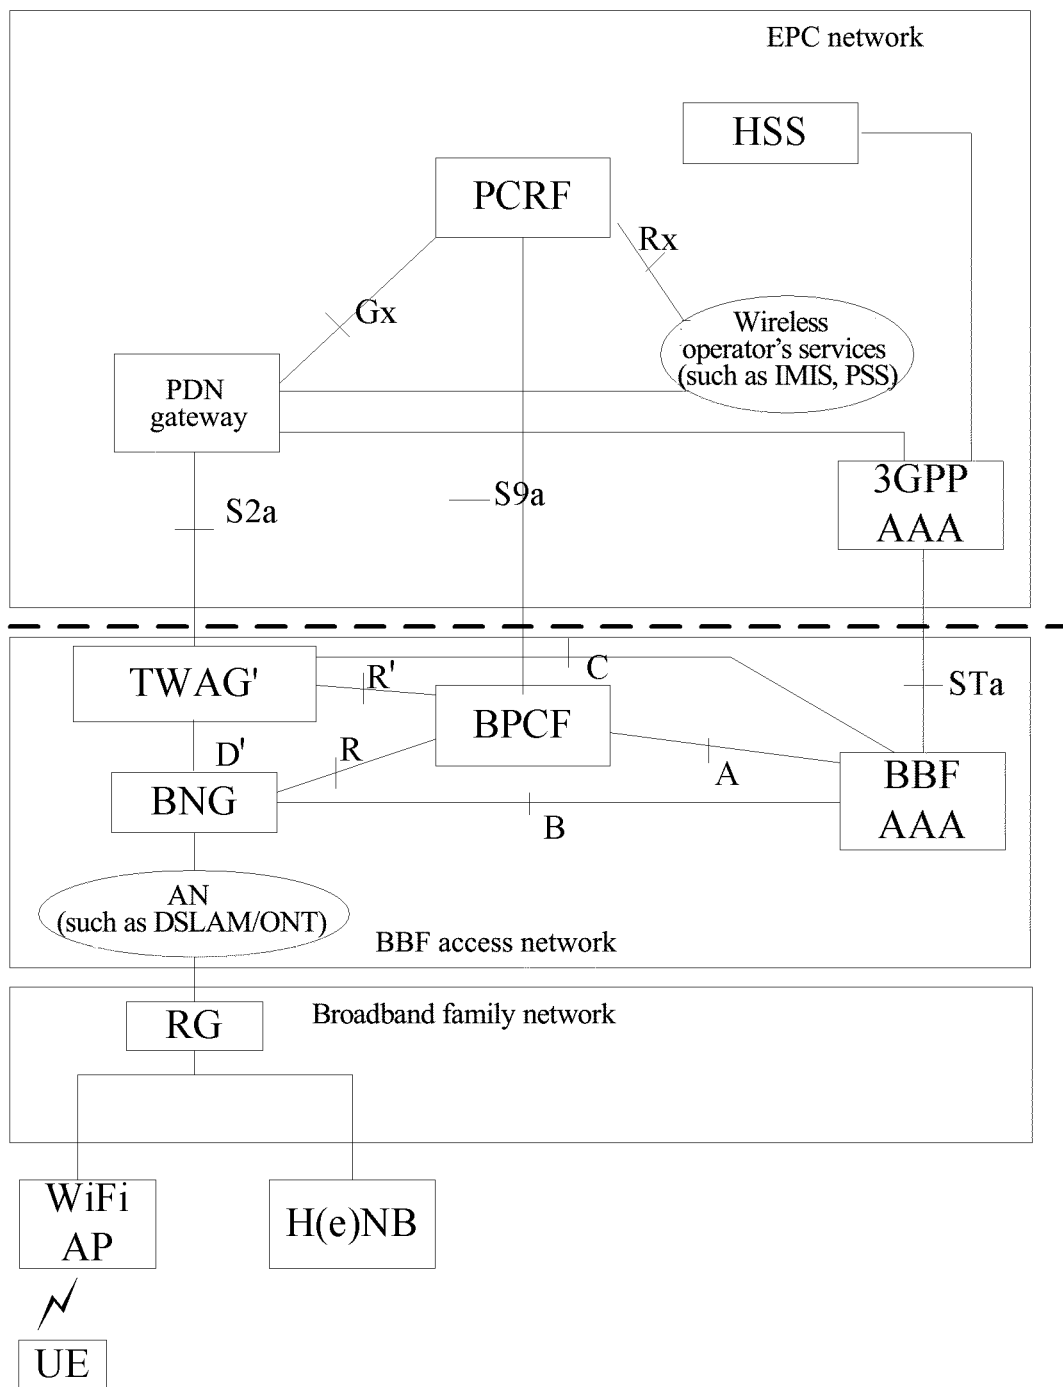 EPC network
HSS
PCRF
Rx
Gx
Wireless
operator's services
(such as IMIS, PSS)
PDN
gateway
3GPP
AAA
S2a
S9a
TWAG'
R'
C
STa
BPCF
D'
R
A
BBF
AAA
BNG
B
AN
(such as DSLAM/ONT)
BBF access network
RG
Broadband family network
WiFi
AP
H(e)NB
UE